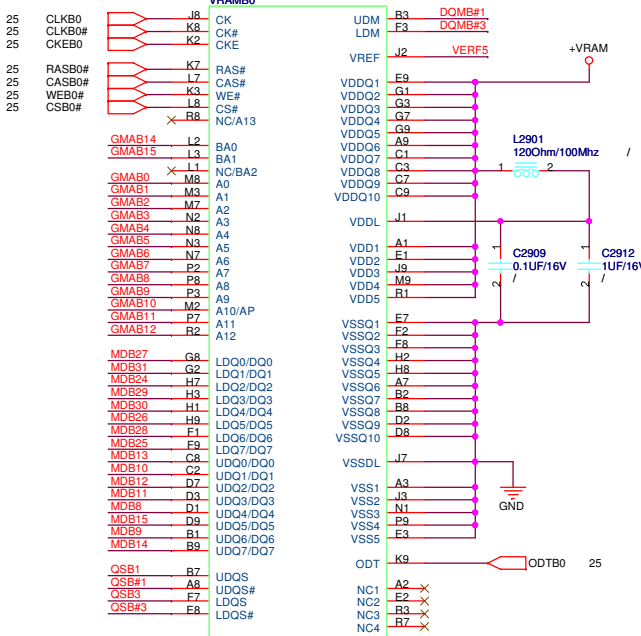 VRAMB0
25 CLKB0 J8 CK
25 CLKB0# K8 CK#
25 CKEB0 K2 CKE
25 RASB0# K7 RAS#
25 CASB0# L7 CAS#
25 WEB0# K3 WE#
25 CSB0# L8 CS#
R8 NC/A13
GMAB14 L2 BA0
GMAB15 L3 BA1
L1 NC/BA2
GMAB0 M8 A0
GMAB1 M3 A1
GMAB2 M7 A2
GMAB3 N2 A3
GMAB4 N8 A4
GMAB5 N3 A5
GMAB6 N7 A6
GMAB7 P2 A7
GMAB8 P8 A8
GMAB9 P3 A9
GMAB10 M2 A10/AP
GMAB11 P7 A11
GMAB12 R2 A12
MDB27 G8 LDQ0/DQ0
MDB31 G2 LDQ1/DQ1
MDB24 H7 LDQ2/DQ2
MDB29 H3 LDQ3/DQ3
MDB30 H1 LDQ4/DQ4
MDB26 H9 LDQ5/DQ5
MDB28 F1 LDQ6/DQ6
MDB25 F9 LDQ7/DQ7
MDB13 C8 UDQ0/DQ0
MDB10 C2 UDQ1/DQ1
MDB12 D7 UDQ2/DQ2
MDB11 D3 UDQ3/DQ3
MDB8 D1 UDQ4/DQ4
MDB15 D9 UDQ5/DQ5
MDB9 B1 UDQ6/DQ6
MDB14 B9 UDQ7/DQ7
QSB1 B7 UDQS
QSB#1 A8 UDQS#
QSB3 F7 LDQS
QSB#3 E8 LDQS#
UDM B3 DQMB#1
LDM F3 DQMB#3
VREF J2 VERF5
VDDQ1 E9
VDDQ2 G1
VDDQ3 G3
VDDQ4 G7
VDDQ5 G9
VDDQ6 A9
VDDQ7 C1
VDDQ8 C3
VDDQ9 C7
VDDQ10 C9
VDDL J1
VDD1 A1
VDD2 E1
VDD3 J9
VDD4 M9
VDD5 R1
VSSQ1 E7
VSSQ2 F2
VSSQ3 F8
VSSQ4 H2
VSSQ5 H8
VSSQ6 A7
VSSQ7 B2
VSSQ8 B8
VSSQ9 D2
VSSQ10 D8
VSSDL J7
VSS1 A3
VSS2 J3
VSS3 N1
VSS4 P9
VSS5 E3
ODT K9 ODTB0 25
NC1 A2
NC2 E2
NC3 R3
NC4 R7
+VRAM
L2901
120Ohm/100Mhz /
1 2
1 C2909
0.1UF/16V
2 /
1 C2912
1UF/16V
2 /
GND